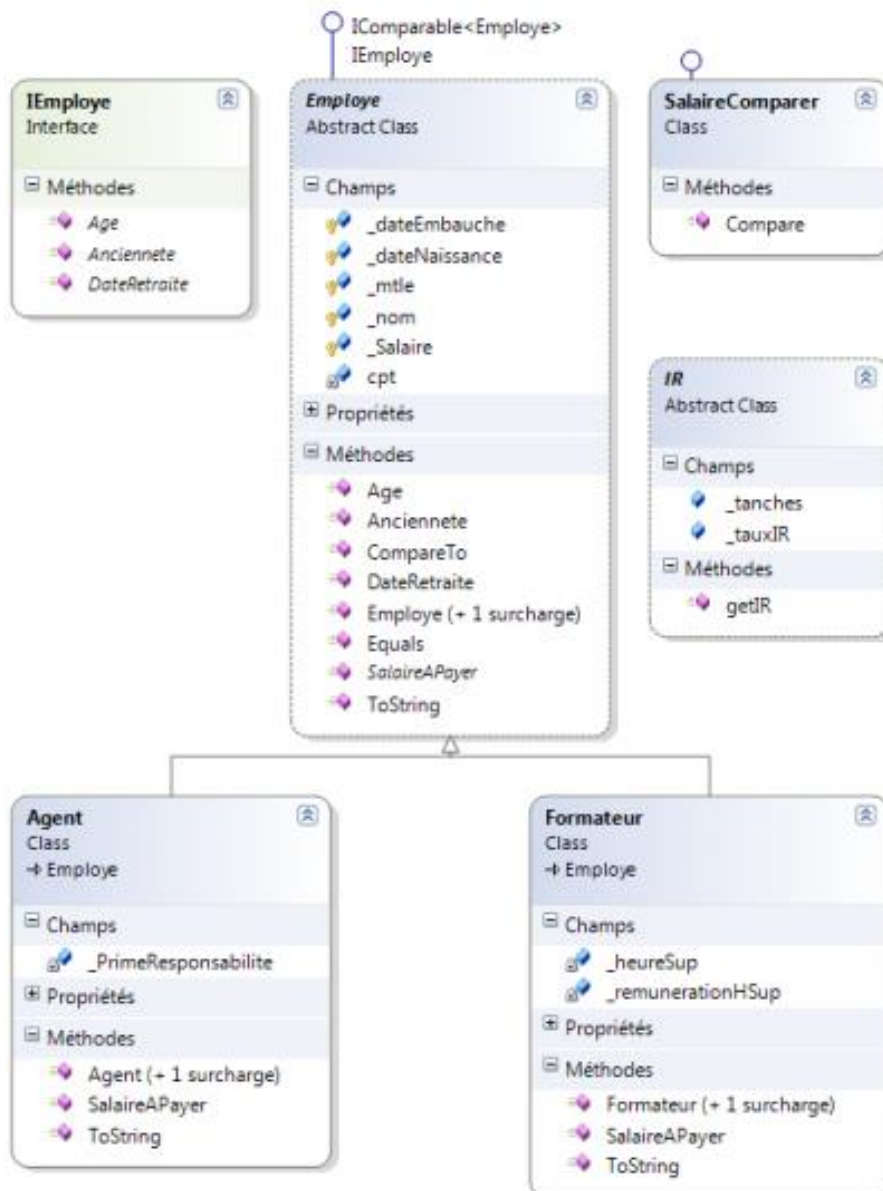 IComparable<Employe>
IEmploye
IEmploye
Interface
Méthodes
Age
Anciennete
DateRetraite
Employe
Abstract Class
Champs
_dateEmbauche
_dateNaissance
_mtle
_nom
_Salaire
cpt
Propriétés
Méthodes
Age
Anciennete
CompareTo
DateRetraite
Employe (+ 1 surcharge)
Equals
SalaireAPayer
ToString
SalaireComparer
Class
Méthodes
Compare
IR
Abstract Class
Champs
_tanches
_tauxIR
Méthodes
getIR
Agent
Class
Employe
Champs
_PrimeResponsabilite
Propriétés
Méthodes
Agent (+ 1 surcharge)
SalaireAPayer
ToString
Formateur
Class
Employe
Champs
_heureSup
_remunerationHSup
Propriétés
Méthodes
Formateur (+ 1 surcharge)
SalaireAPayer
ToString